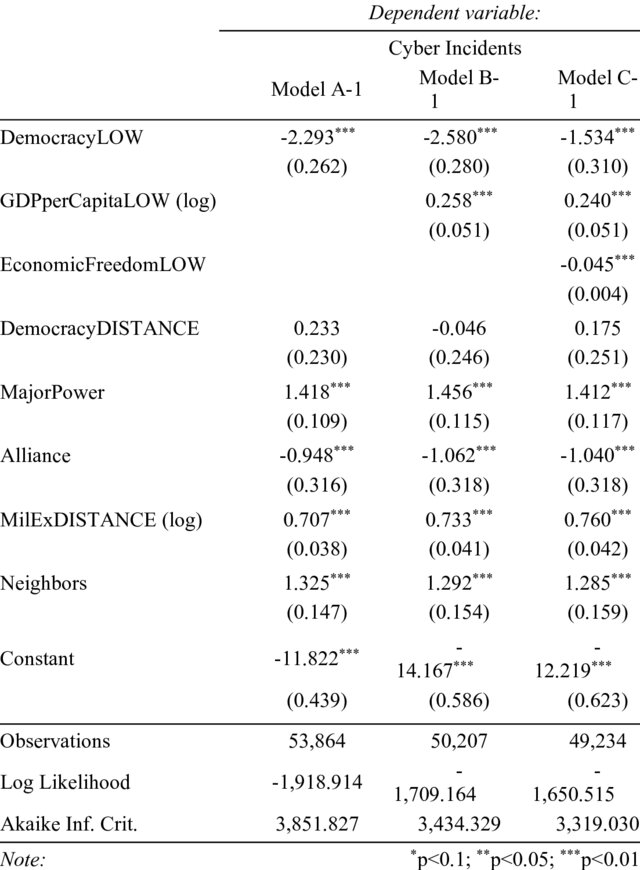 Dependent variable:
Cyber Incidents
Model A-1 Model B-1 Model C-1
DemocracyLOW -2.293*** -2.580*** -1.534***
(0.262) (0.280) (0.310)
GDPperCapitaLOW (log) 0.258*** 0.240***
(0.051) (0.051)
EconomicFreedomLOW -0.045***
(0.004)
DemocracyDISTANCE 0.233 -0.046 0.175
(0.230) (0.246) (0.251)
MajorPower 1.418*** 1.456*** 1.412***
(0.109) (0.115) (0.117)
Alliance -0.948*** -1.062*** -1.040***
(0.316) (0.318) (0.318)
MilExDISTANCE (log) 0.707*** 0.733*** 0.760***
(0.038) (0.041) (0.042)
Neighbors 1.325*** 1.292*** 1.285***
(0.147) (0.154) (0.159)
Constant -11.822*** -14.167*** -12.219***
(0.439) (0.586) (0.623)
Observations 53,864 50,207 49,234
Log Likelihood -1,918.914 -1,709.164 -1,650.515
Akaike Inf. Crit. 3,851.827 3,434.329 3,319.030
Note: *p<0.1; **p<0.05; ***p<0.01